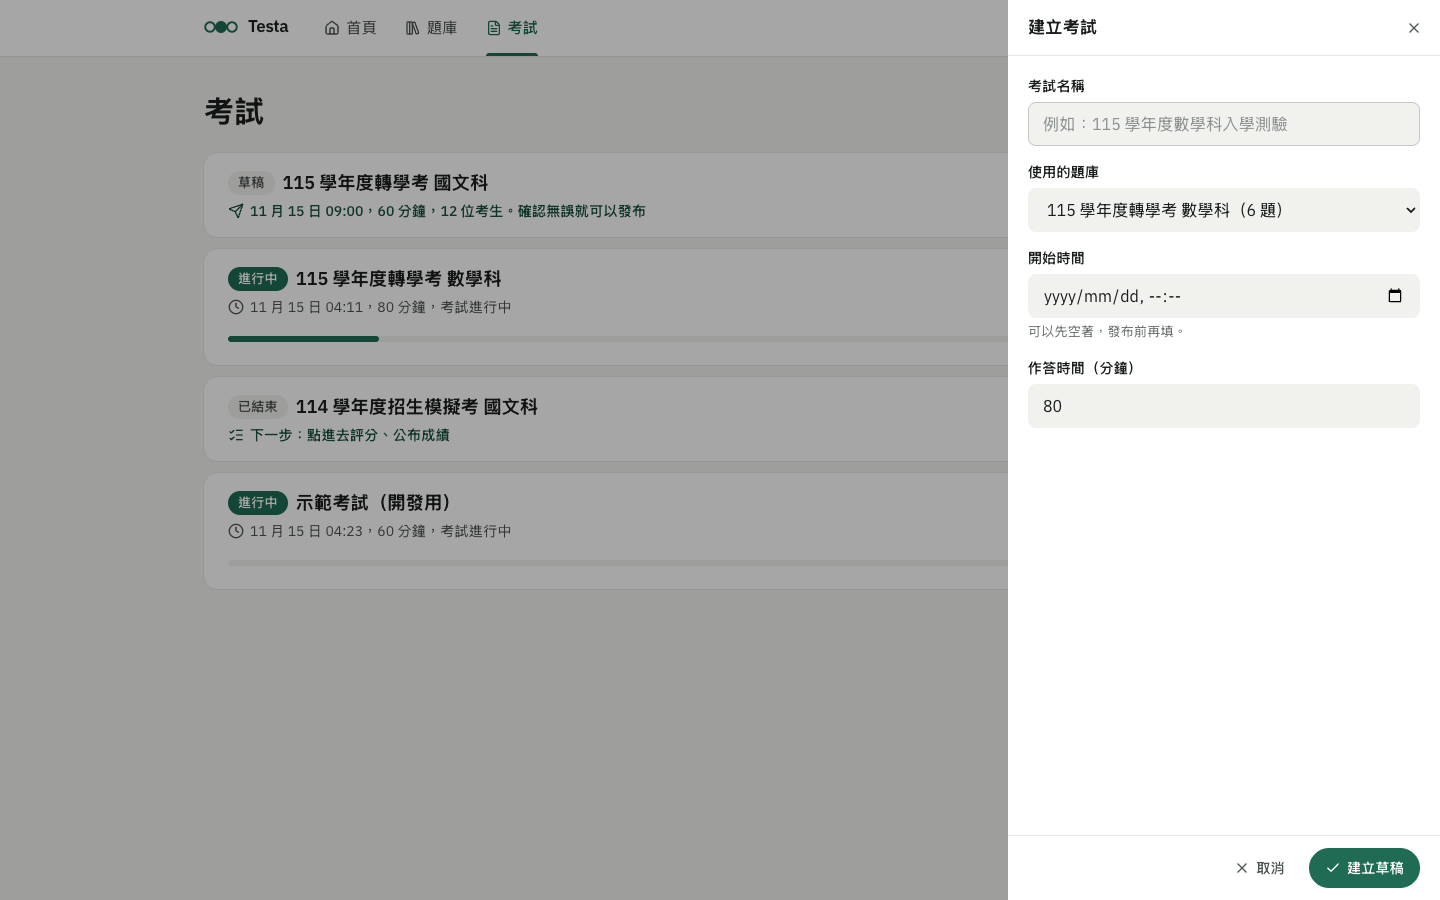 Testa
首頁
題庫
考試
考試
草稿
115 學年度轉學考 國文科
11 月 15 日 09:00，60 分鐘，12 位考生。確認無誤就可以發布
進行中
115 學年度轉學考 數學科
11 月 15 日 04:11，80 分鐘，考試進行中
已結束
114 學年度招生模擬考 國文科
下一步：點進去評分、公布成績
進行中
示範考試（開發用）
11 月 15 日 04:23，60 分鐘，考試進行中
建立考試
考試名稱
例如：115 學年度數學科入學測驗
使用的題庫
115 學年度轉學考 數學科（6 題）
開始時間
yyyy/mm/dd, --:--
可以先空著，發布前再填。
作答時間（分鐘）
80
取消
建立草稿